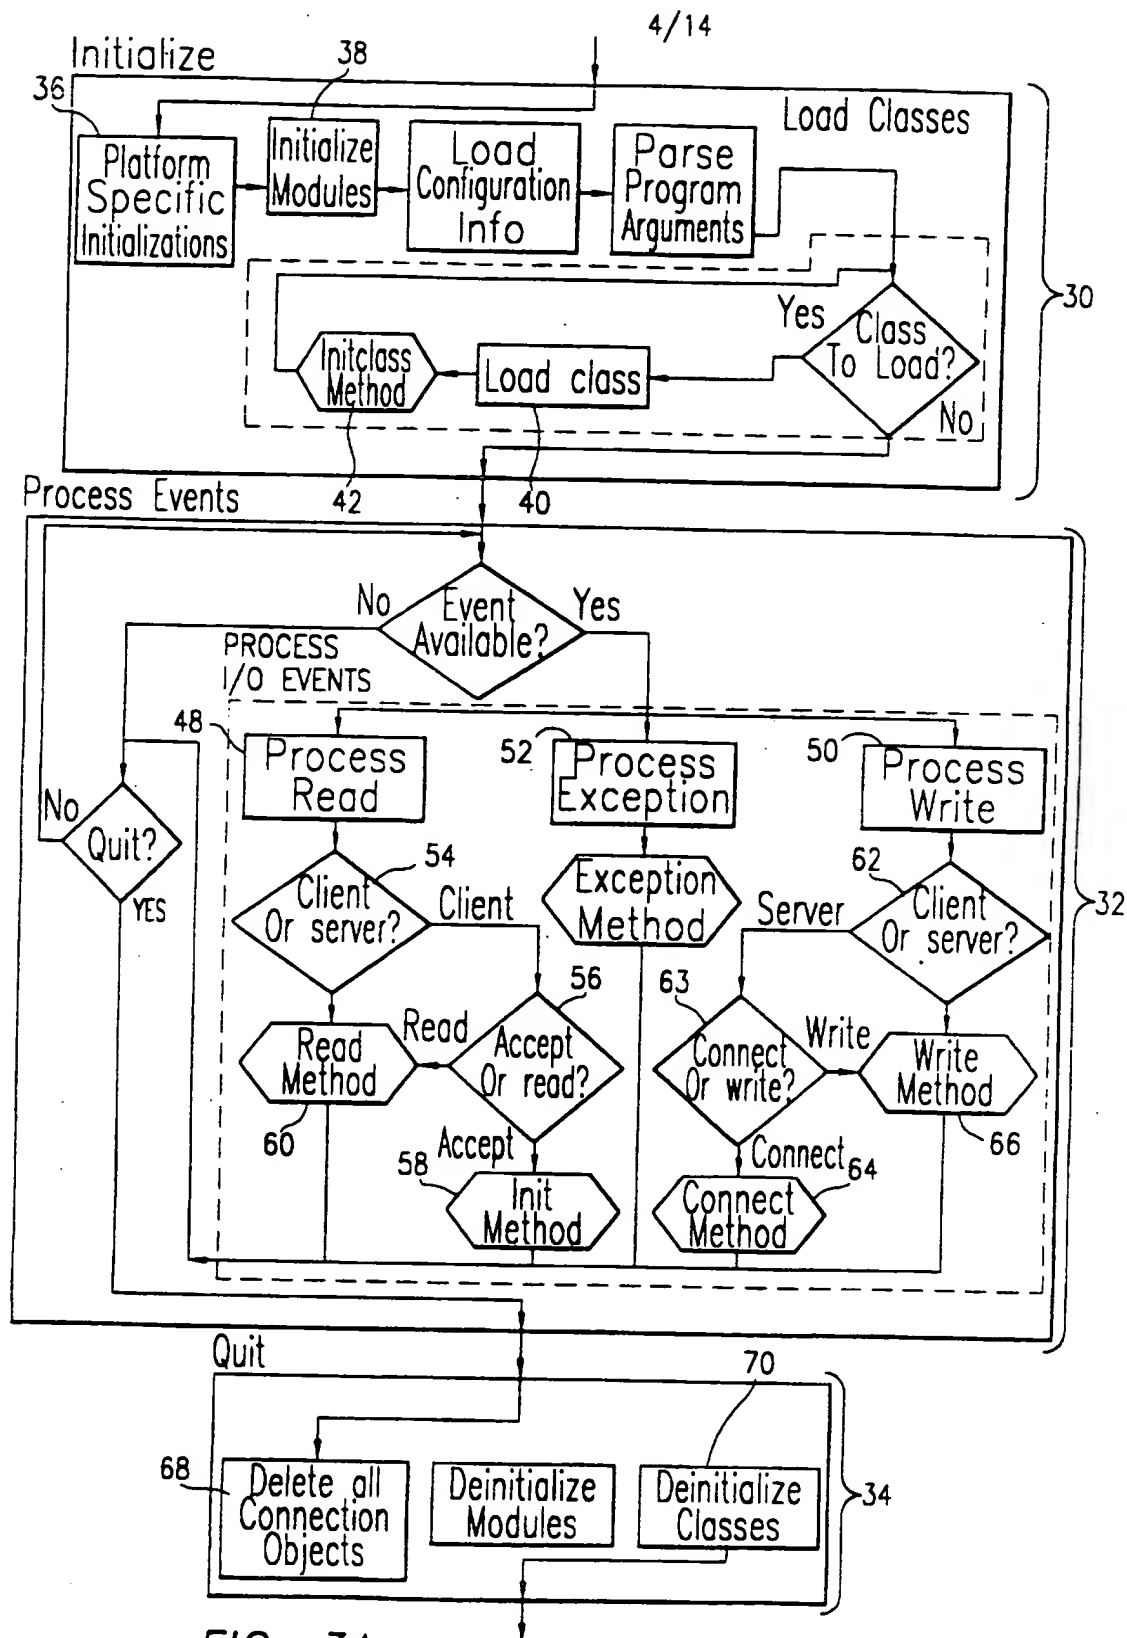 4/14
Initialize
38
36
Load Classes
Platform
Specific
Initializations
Initialize
Modules
Load
Configuration
Info
Parse
Program
Arguments
30
Yes
Class
To Load?
No
Initclass
Method
Load class
42
40
Process Events
No
Event
Available?
Yes
PROCESS
I/O EVENTS
48
Process
Read
52
Process
Exception
50
Process
Write
No
Quit?
YES
54
Client
Or server?
Client
Exception
Method
62
Server
Client
Or server?
32
56
63
Read
Method
Read
Accept
Or read?
Connect
Or write?
Write
Write
Method
60
66
Accept
58
Init
Method
Connect
64
Connect
Method
Quit
70
68
Delete all
Connection
Objects
Deinitialize
Modules
Deinitialize
Classes
34